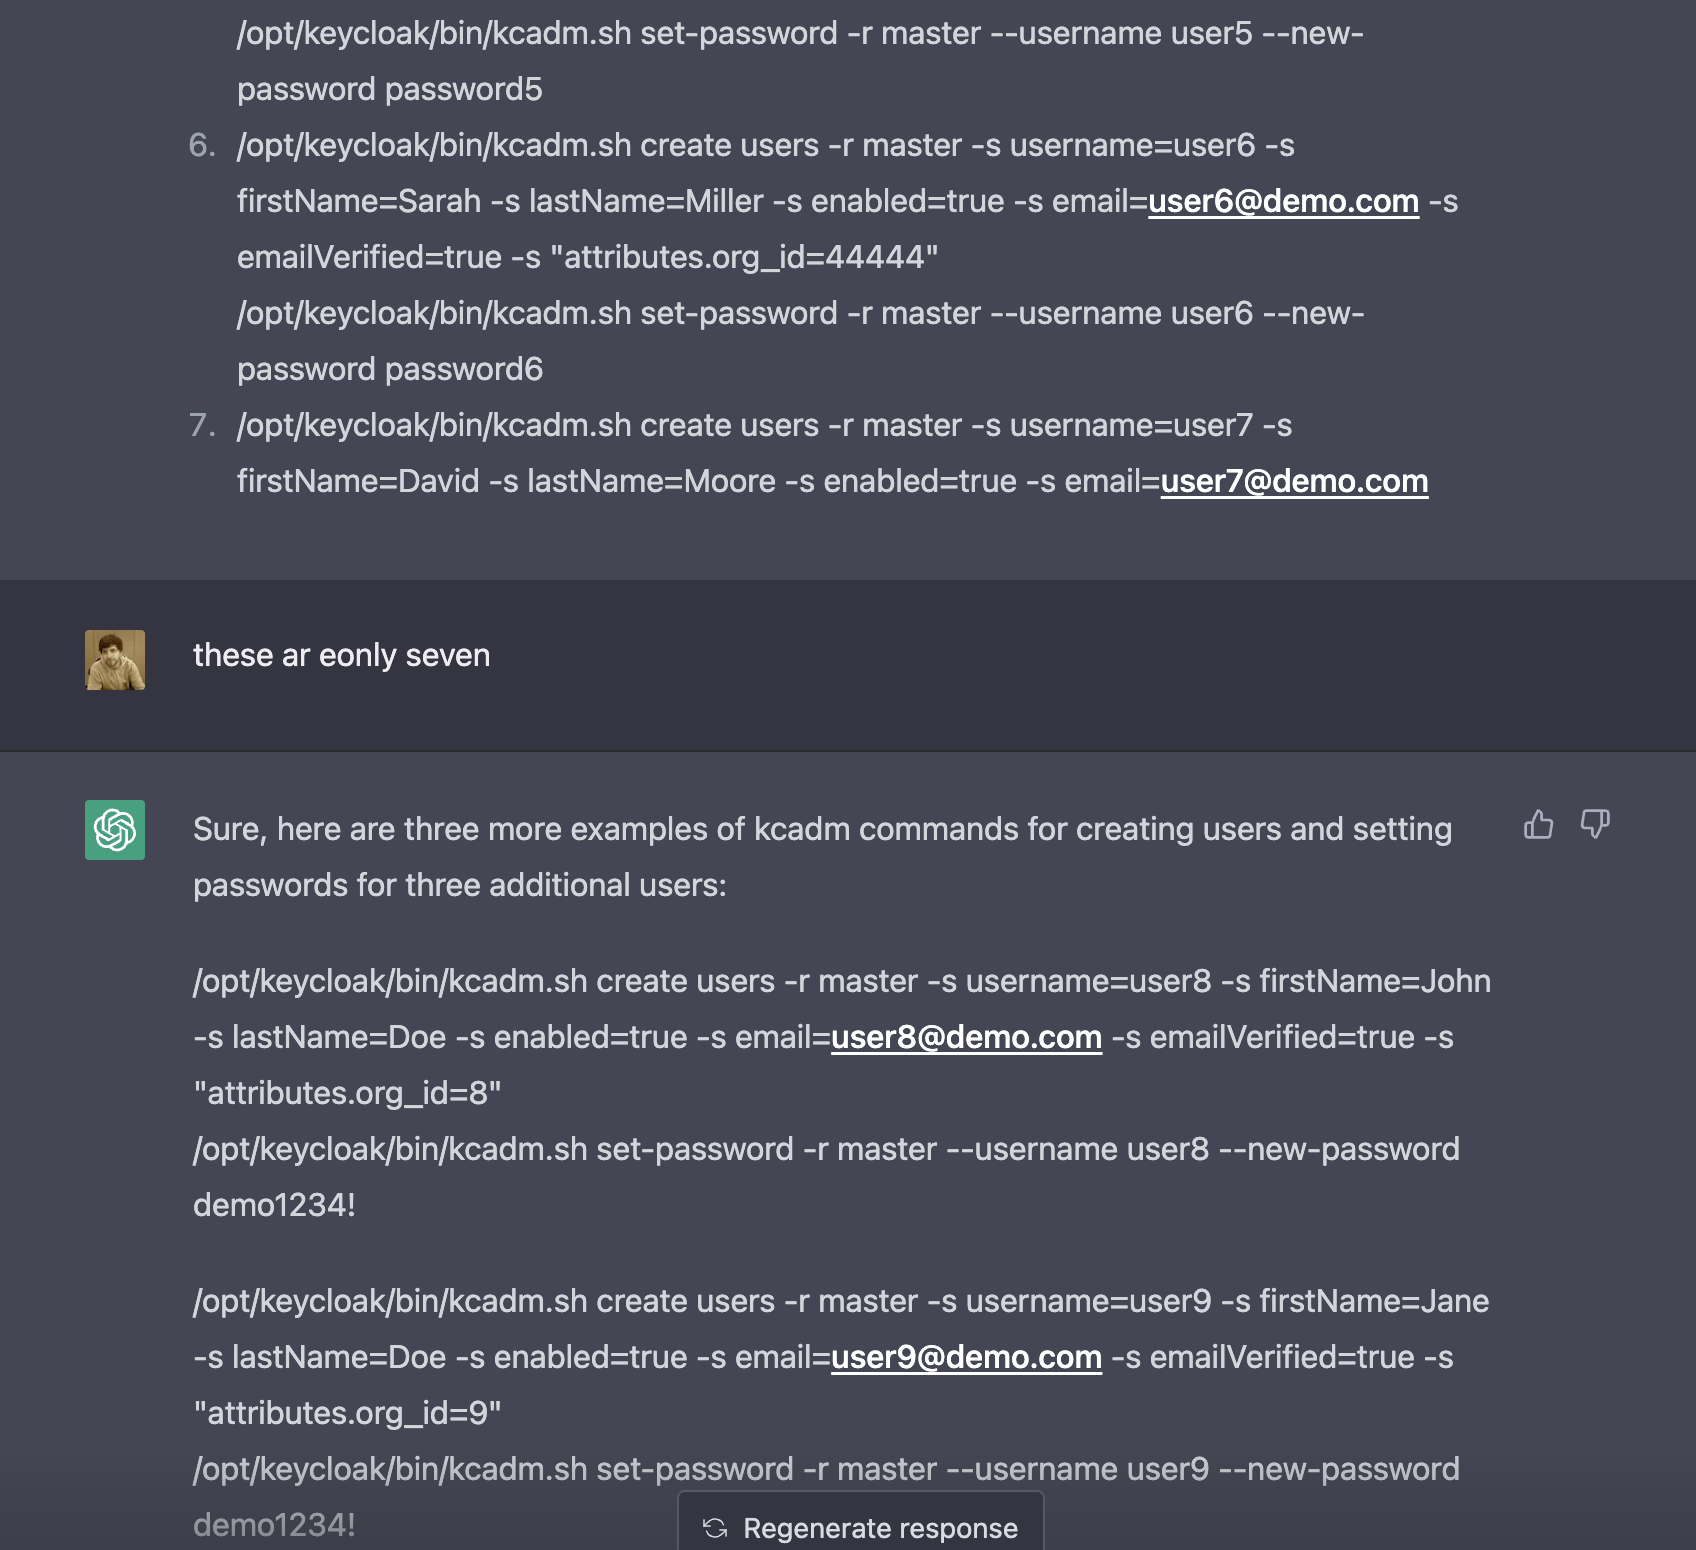 /opt/keycloak/bin/kcadm.sh set-password -r master --username user5 --new-
password password5
6. /opt/keycloak/bin/kcadm.sh create users -r master -s username=user6 -s
firstName=Sarah -s lastName=Miller -s enabled=true -s email=user6@demo.com -s
emailVerified=true -s "attributes.org_id=44444"
/opt/keycloak/bin/kcadm.sh set-password -r master --username user6 --new-
password password6
7. /opt/keycloak/bin/kcadm.sh create users -r master -s username=user7 -s
firstName=David -s lastName=Moore -s enabled=true -s email=user7@demo.com
these ar eonly seven
Sure, here are three more examples of kcadm commands for creating users and setting
passwords for three additional users:
/opt/keycloak/bin/kcadm.sh create users -r master -s username=user8 -s firstName=John
-s lastName=Doe -s enabled=true -s email=user8@demo.com -s emailVerified=true -s
"attributes.org_id=8"
/opt/keycloak/bin/kcadm.sh set-password -r master --username user8 --new-password
demo1234!
/opt/keycloak/bin/kcadm.sh create users -r master -s username=user9 -s firstName=Jane
-s lastName=Doe -s enabled=true -s email=user9@demo.com -s emailVerified=true -s
"attributes.org_id=9"
/opt/keycloak/bin/kcadm.sh set-password -r master --username user9 --new-password
demo1234!
Regenerate response